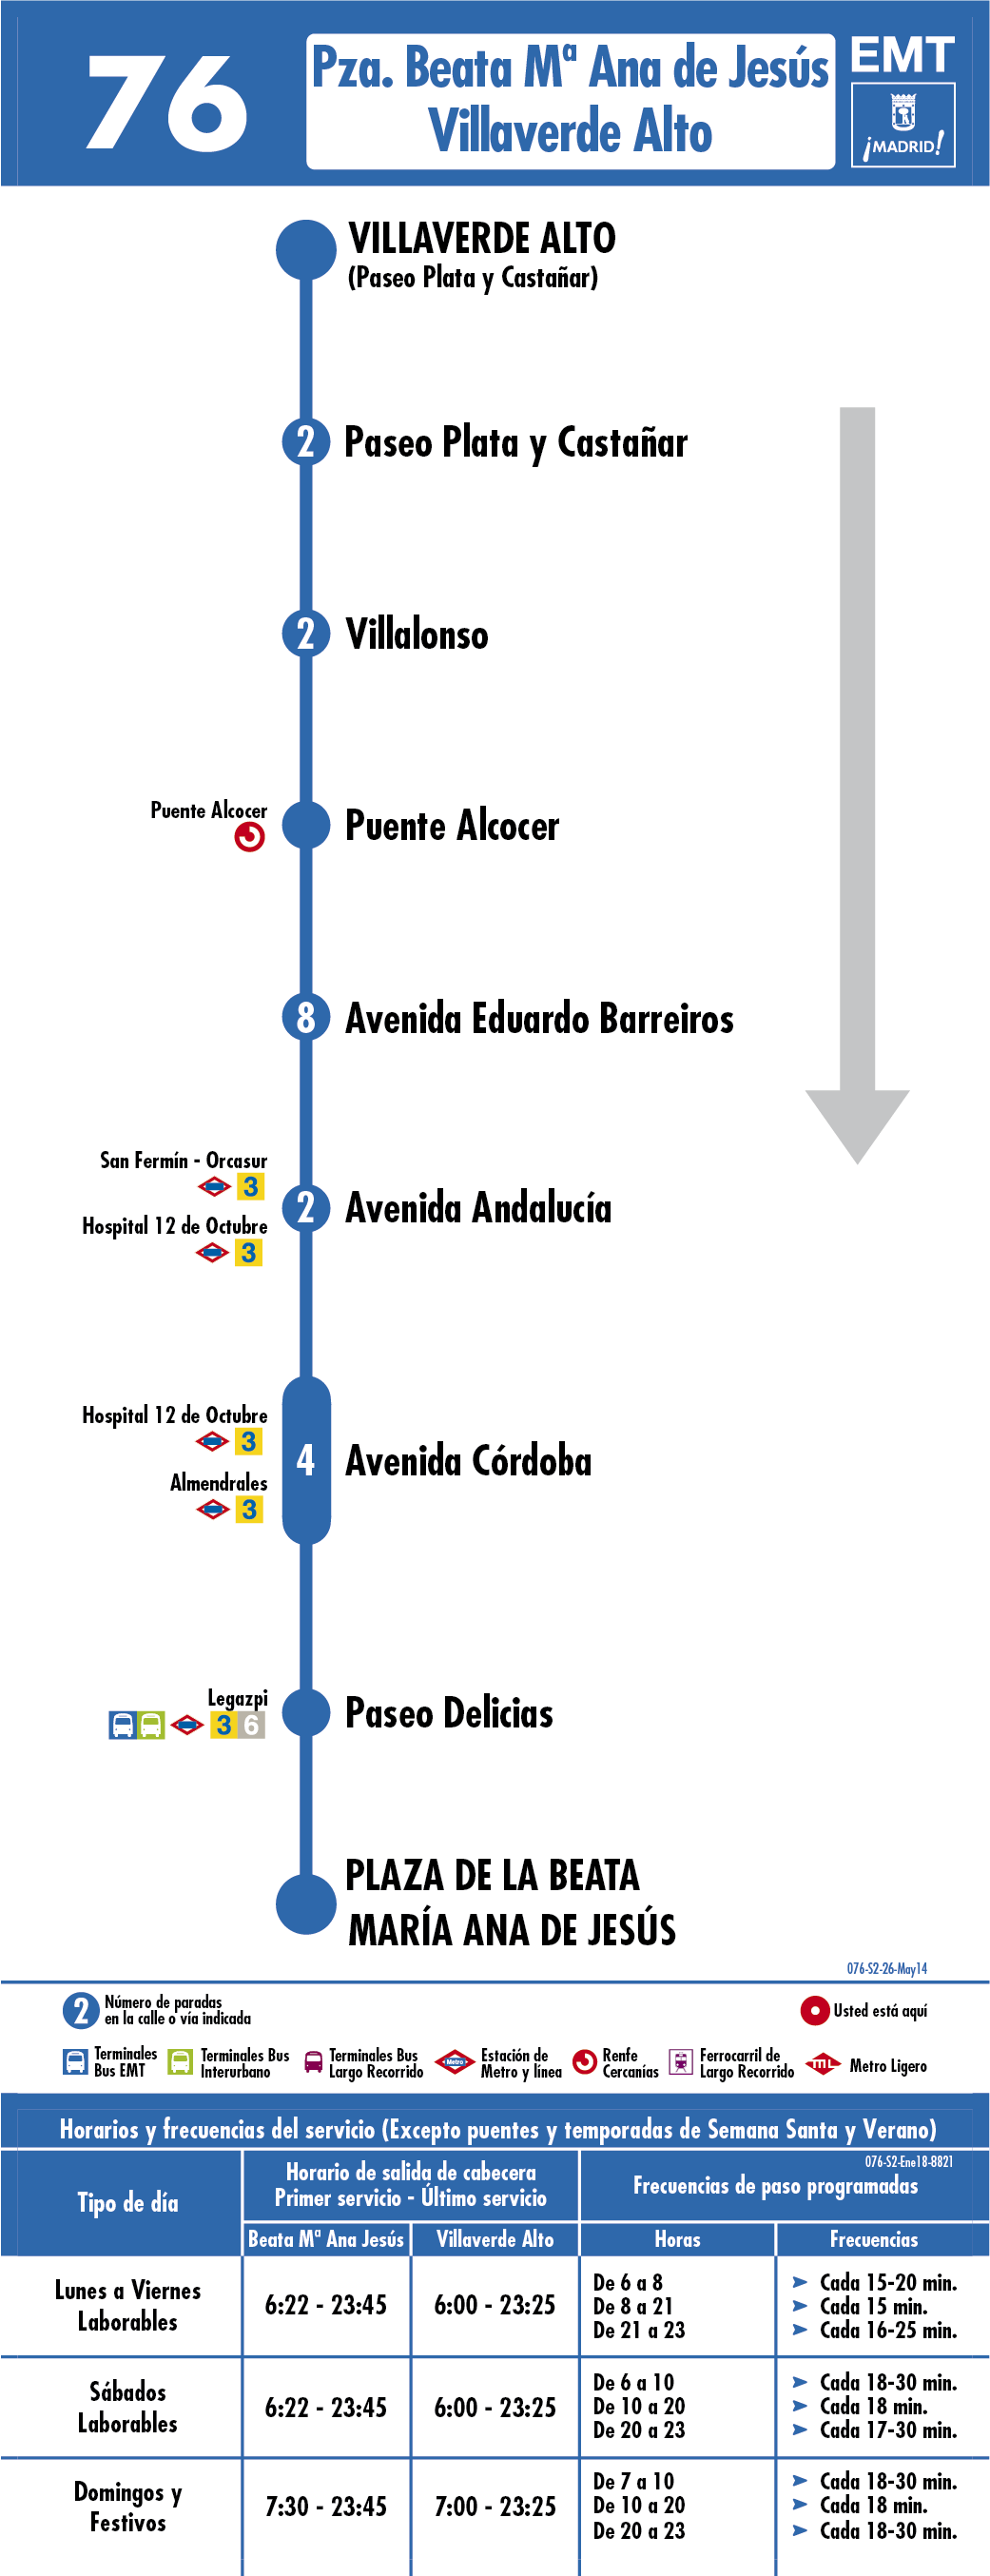 76
Pza. Beata Mª Ana de Jesús
Villaverde Alto
EMT
¡MADRID!
VILLAVERDE ALTO
(Paseo Plata y Castañar)
2 Paseo Plata y Castañar
2 Villalonso
Puente Alcocer
Puente Alcocer
8 Avenida Eduardo Barreiros
San Fermín - Orcasur
3
Hospital 12 de Octubre
3
2 Avenida Andalucía
Hospital 12 de Octubre
3
Almendrales
3
4 Avenida Córdoba
Legazpi
3 6
Paseo Delicias
PLAZA DE LA BEATA
MARÍA ANA DE JESÚS
076-S2-26-May14
2 Número de paradas
en la calle o vía indicada
Usted está aquí
Terminales
Bus EMT
Terminales Bus
Interurbano
Terminales Bus
Largo Recorrido
Metro
Estación de
Metro y línea
Renfe
Cercanías
Ferrocarril de
Largo Recorrido
ML
Metro Ligero
Horarios y frecuencias del servicio (Excepto puentes y temporadas de Semana Santa y Verano)
076-S2-Ene18-8821
Tipo de día
Horario de salida de cabecera
Primer servicio - Último servicio
Frecuencias de paso programadas
Beata Mª Ana Jesús Villaverde Alto Horas Frecuencias
Lunes a Viernes
Laborables
6:22 - 23:45 6:00 - 23:25
De 6 a 8 ➤ Cada 15-20 min.
De 8 a 21 ➤ Cada 15 min.
De 21 a 23 ➤ Cada 16-25 min.
Sábados
Laborables
6:22 - 23:45 6:00 - 23:25
De 6 a 10 ➤ Cada 18-30 min.
De 10 a 20 ➤ Cada 18 min.
De 20 a 23 ➤ Cada 17-30 min.
Domingos y
Festivos
7:30 - 23:45 7:00 - 23:25
De 7 a 10 ➤ Cada 18-30 min.
De 10 a 20 ➤ Cada 18 min.
De 20 a 23 ➤ Cada 18-30 min.